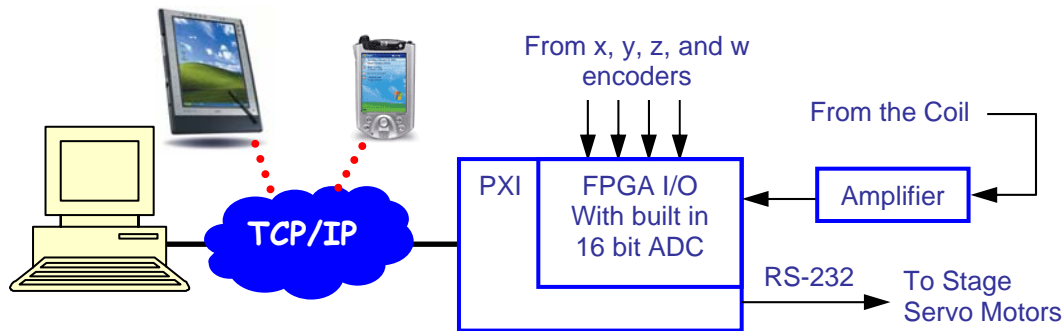 From x, y, z, and w
encoders
From the Coil
PXI
FPGA I/O
With built in
16 bit ADC
Amplifier
TCP/IP
RS-232
To Stage
Servo Motors